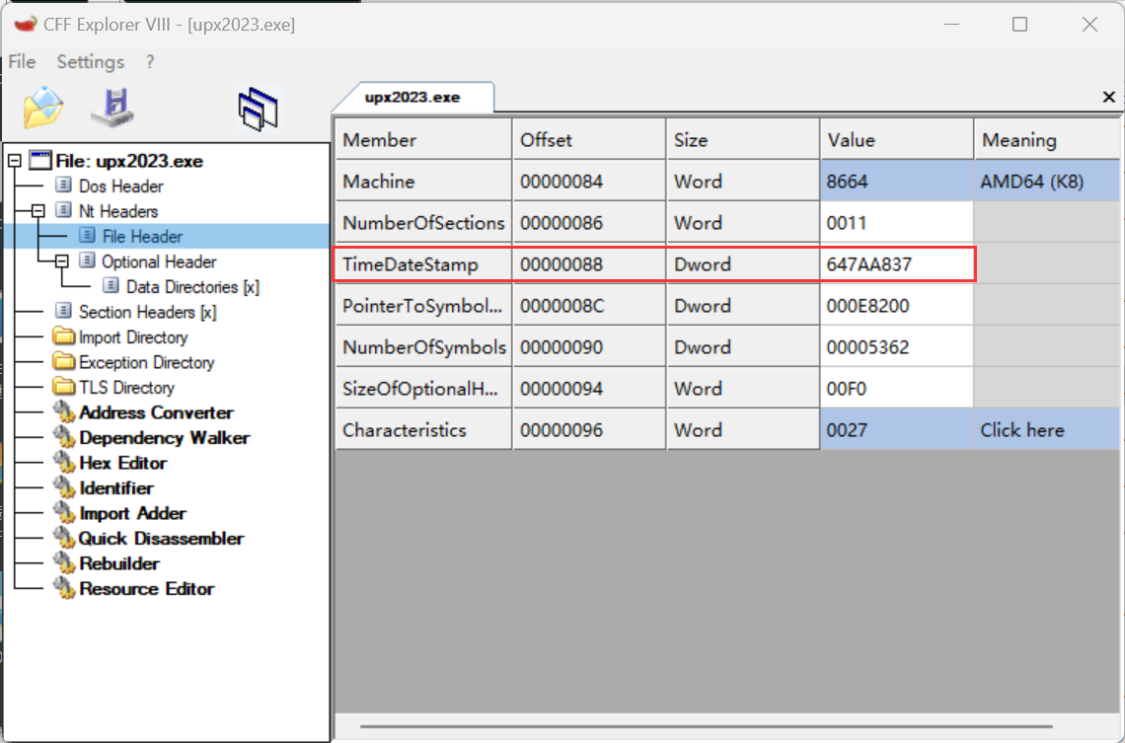 CFF Explorer VIII - [upx2023.exe]
File Settings ?
upx2023.exe
File: upx2023.exe
Dos Header
Nt Headers
File Header
Optional Header
Data Directories [x]
Section Headers [x]
Import Directory
Exception Directory
TLS Directory
Address Converter
Dependency Walker
Hex Editor
Identifier
Import Adder
Quick Disassembler
Rebuilder
Resource Editor
Member Offset Size Value Meaning
Machine 00000084 Word 8664 AMD64 (K8)
NumberOfSections 00000086 Word 0011
TimeDateStamp 00000088 Dword 647AA837
PointerToSymbol... 0000008C Dword 000E8200
NumberOfSymbols 00000090 Dword 00005362
SizeOfOptionalH... 00000094 Word 00F0
Characteristics 00000096 Word 0027 Click here